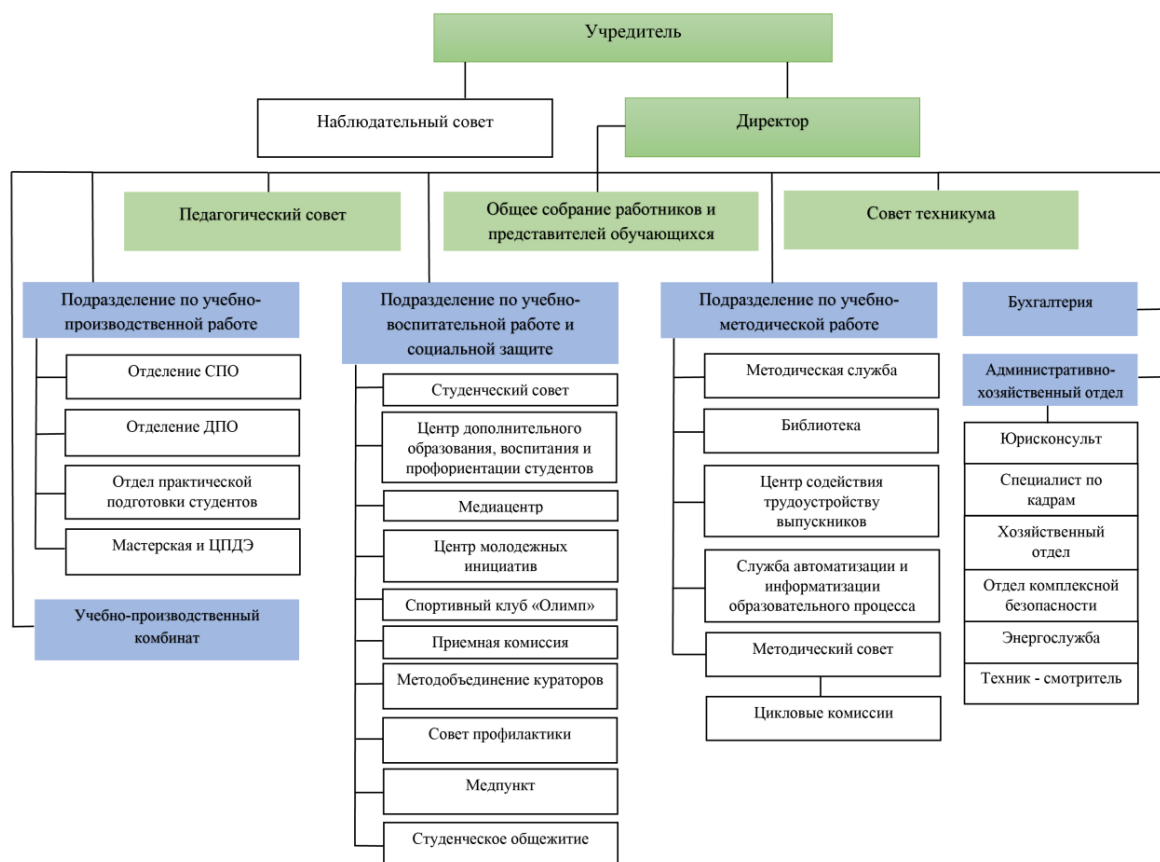 Учредитель
Наблюдательный совет
Директор
Педагогический совет
Общее собрание работников и
представителей обучающихся
Совет техникума
Подразделение по учебно-
производственной работе
Отделение СПО
Отделение ДПО
Отдел практической
подготовки студентов
Мастерская и ЦПДЭ
Учебно-производственный
комбинат
Подразделение по учебно-
воспитательной работе и
социальной защите
Студенческий совет
Центр дополнительного
образования, воспитания и
профориентации студентов
Медиацентр
Центр молодежных
инициатив
Спортивный клуб «Олимп»
Приемная комиссия
Методобъединение кураторов
Совет профилактики
Медпункт
Студенческое общежитие
Подразделение по учебно-
методической работе
Методическая служба
Библиотека
Центр содействия
трудоустройству
выпускников
Служба автоматизации и
информатизации
образовательного процесса
Методический совет
Цикловые комиссии
Бухгалтерия
Административно-
хозяйственный отдел
Юрисконсульт
Специалист по
кадрам
Хозяйственный
отдел
Отдел комплексной
безопасности
Энергослужба
Техник - смотритель